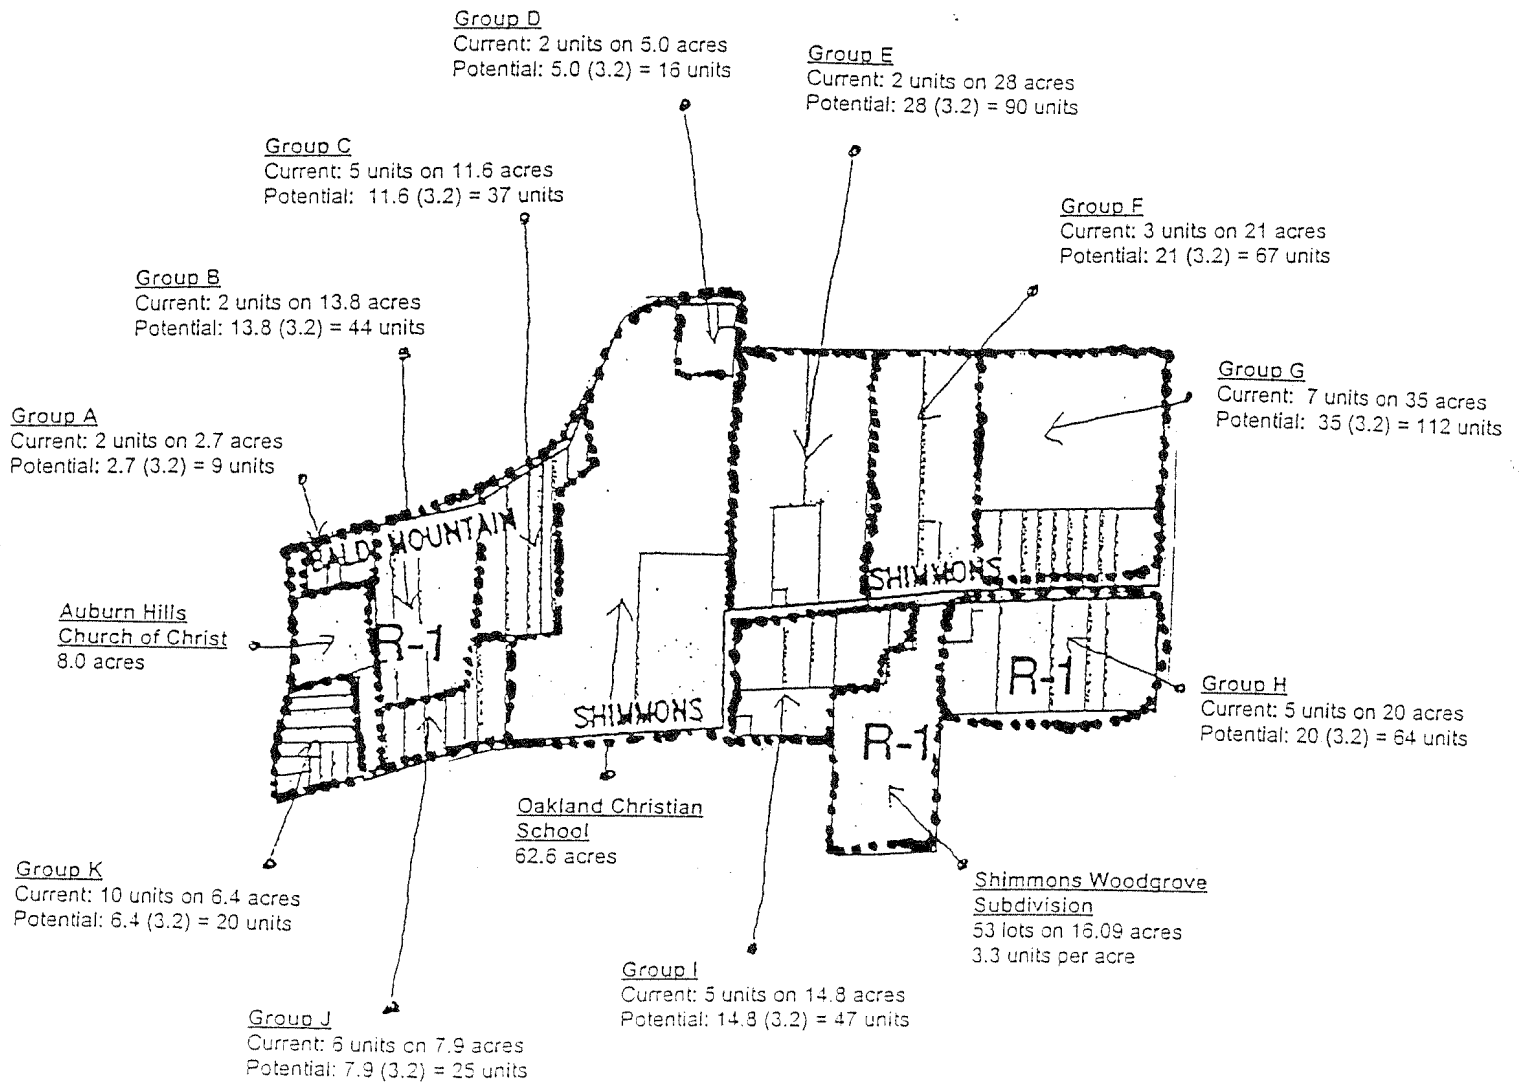 Group D
Current: 2 units on 5.0 acres
Potential: 5.0 (3.2) = 16 units
Group E
Current: 2 units on 28 acres
Potential: 28 (3.2) = 90 units
Group C
Current: 5 units on 11.6 acres
Potential: 11.6 (3.2) = 37 units
Group F
Current: 3 units on 21 acres
Potential: 21 (3.2) = 67 units
Group B
Current: 2 units on 13.8 acres
Potential: 13.8 (3.2) = 44 units
Group G
Current: 7 units on 35 acres
Potential: 35 (3.2) = 112 units
Group A
Current: 2 units on 2.7 acres
Potential: 2.7 (3.2) = 9 units
BALD MOUNTAIN
SHIMMONS
Auburn Hills
Church of Christ
8.0 acres
R-1
R-1
SHIMMONS
R-1
Group H
Current: 5 units on 20 acres
Potential: 20 (3.2) = 64 units
Oakland Christian
School
62.6 acres
Group K
Current: 10 units on 6.4 acres
Potential: 6.4 (3.2) = 20 units
Shimmons Woodgrove
Subdivision
53 lots on 16.09 acres
3.3 units per acre
Group I
Current: 5 units on 14.8 acres
Potential: 14.8 (3.2) = 47 units
Group J
Current: 6 units on 7.9 acres
Potential: 7.9 (3.2) = 25 units